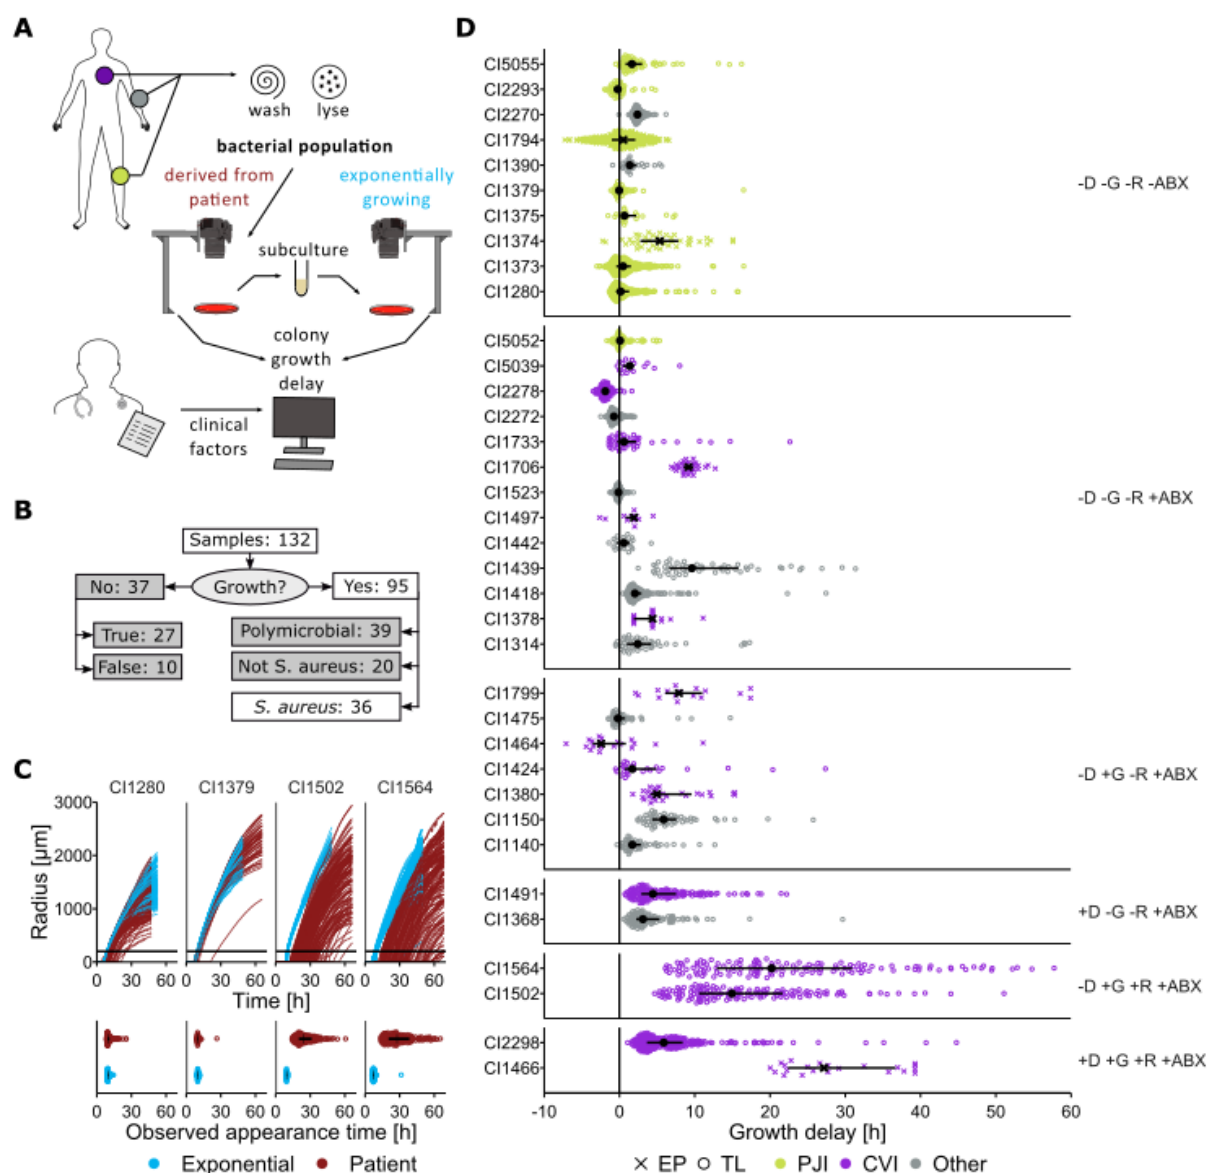 A
wash lyse
bacterial population
derived from
patient
exponentially
growing
subculture
colony
growth
delay
clinical
factors
B
Samples: 132
No: 37
Growth?
Yes: 95
True: 27
False: 10
Polymicrobial: 39
Not S. aureus: 20
S. aureus: 36
C
CI1280 CI1379 CI1502 CI1564
Radius [µm]
3000
2000
1000
0
0 30 60 0 30 60 0 30 60 0 30 60
Time [h]
0 30 60 0 30 60 0 30 60 0 30 60
Observed appearance time [h]
Exponential Patient
D
CI5055
CI2293
CI2270
CI1794
CI1390
CI1379
CI1375
CI1374
CI1373
CI1280
-D -G -R -ABX
CI5052
CI5039
CI2278
CI2272
CI1733
CI1706
CI1523
CI1497
CI1442
CI1439
CI1418
CI1378
CI1314
-D -G -R +ABX
CI1799
CI1475
CI1464
CI1424
CI1380
CI1150
CI1140
-D +G -R +ABX
CI1491
CI1368
+D -G -R +ABX
CI1564
CI1502
-D +G +R +ABX
CI2298
CI1466
+D +G +R +ABX
-10 0 10 20 30 40 50 60
Growth delay [h]
EP TL PJI CVI Other